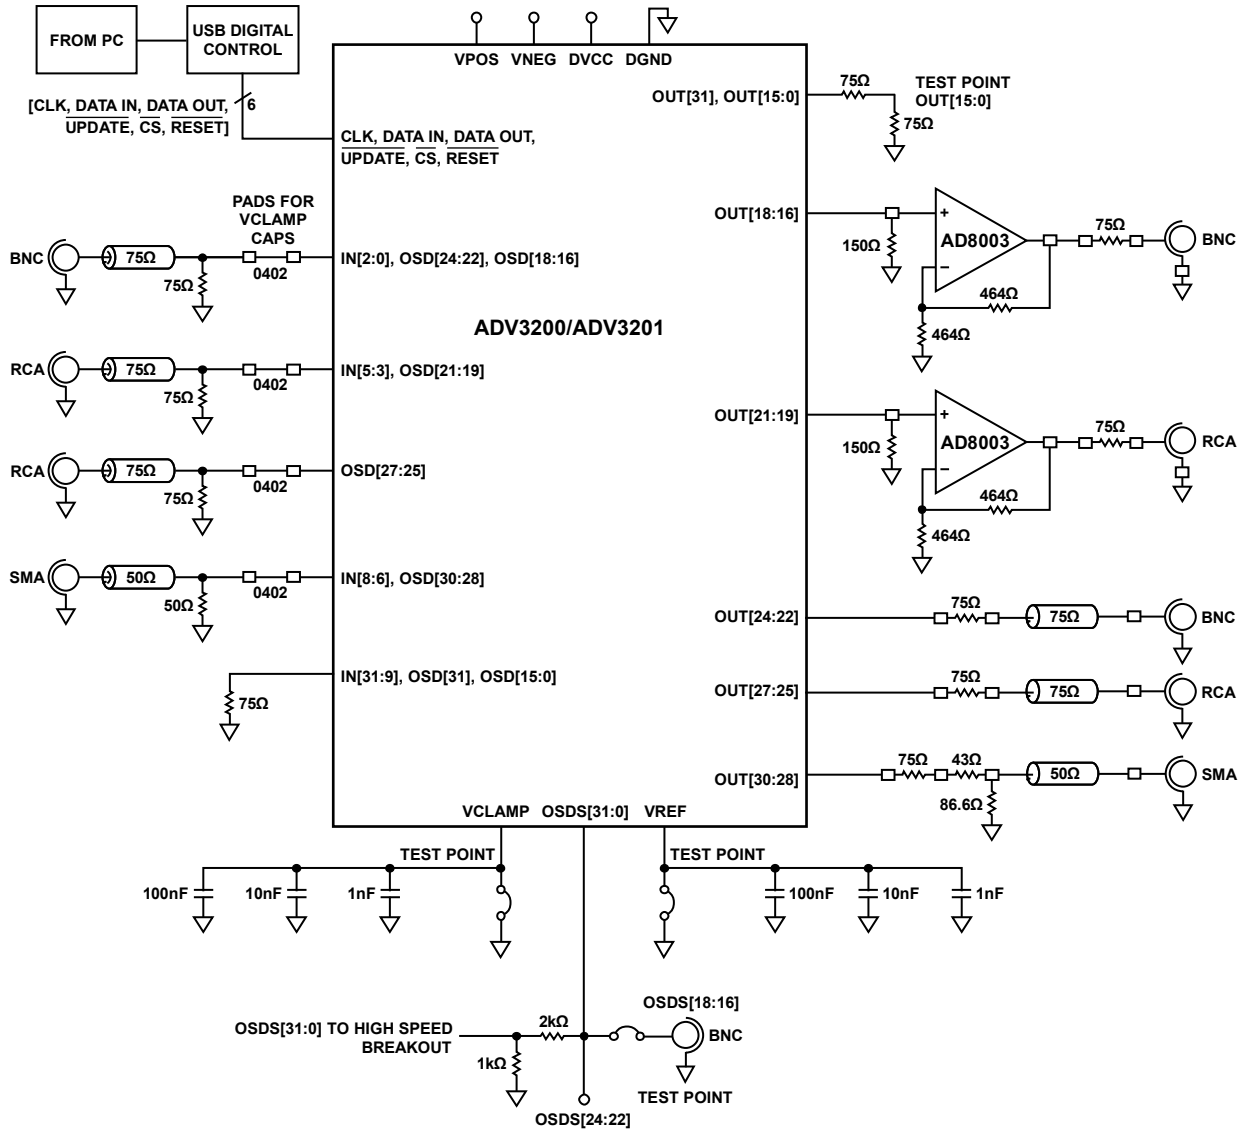 FROM PC
USB DIGITAL
CONTROL
[CLK, DATA IN, DATA OUT,
UPDATE, CS, RESET]
6
VPOS
VNEG
DVCC
DGND
CLK, DATA IN, DATA OUT,
UPDATE, CS, RESET
OUT[31], OUT[15:0]
75Ω
75Ω
TEST POINT
OUT[15:0]
PADS FOR
VCLAMP
CAPS
BNC
75Ω
75Ω
0402
IN[2:0], OSD[24:22], OSD[18:16]
OUT[18:16]
150Ω
+
AD8003
–
464Ω
464Ω
75Ω
BNC
ADV3200/ADV3201
RCA
75Ω
75Ω
0402
IN[5:3], OSD[21:19]
OUT[21:19]
150Ω
+
AD8003
–
464Ω
464Ω
75Ω
RCA
RCA
75Ω
75Ω
0402
OSD[27:25]
SMA
50Ω
50Ω
0402
IN[8:6], OSD[30:28]
OUT[24:22]
75Ω
75Ω
BNC
75Ω
IN[31:9], OSD[31], OSD[15:0]
OUT[27:25]
75Ω
75Ω
RCA
OUT[30:28]
75Ω
43Ω
86.6Ω
50Ω
SMA
VCLAMP
OSDS[31:0]
VREF
TEST POINT
TEST POINT
100nF
10nF
1nF
100nF
10nF
1nF
OSDS[31:0] TO HIGH SPEED
BREAKOUT
2kΩ
1kΩ
OSDS[18:16]
BNC
TEST POINT
OSDS[24:22]